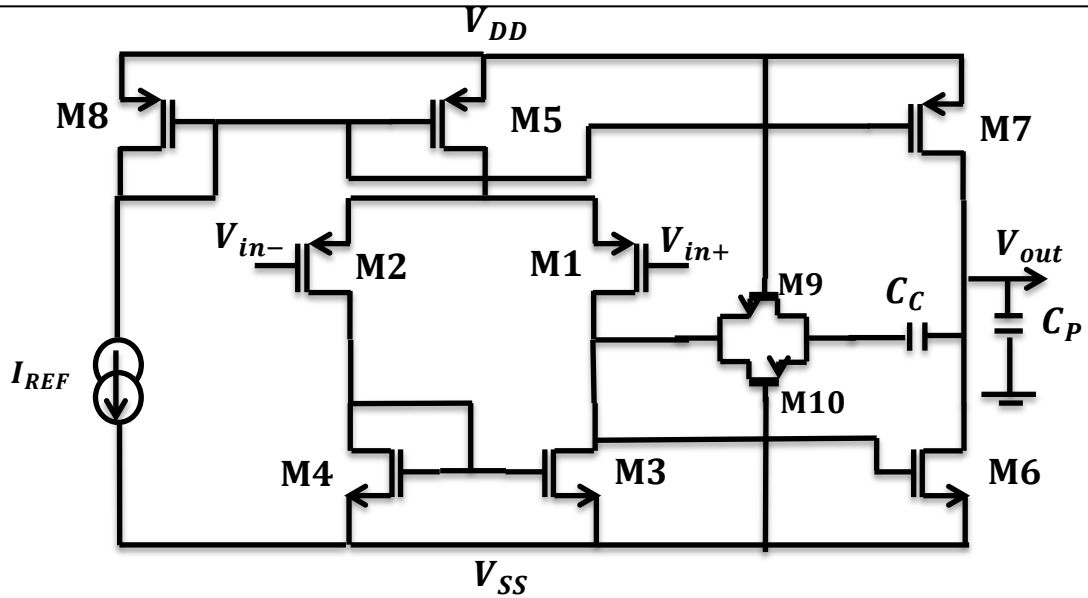 V_DD
M8
M5
M7
V_in−
M2
M1
V_in+
M9
C_C
V_out
C_P
I_REF
M10
M4
M3
M6
V_SS